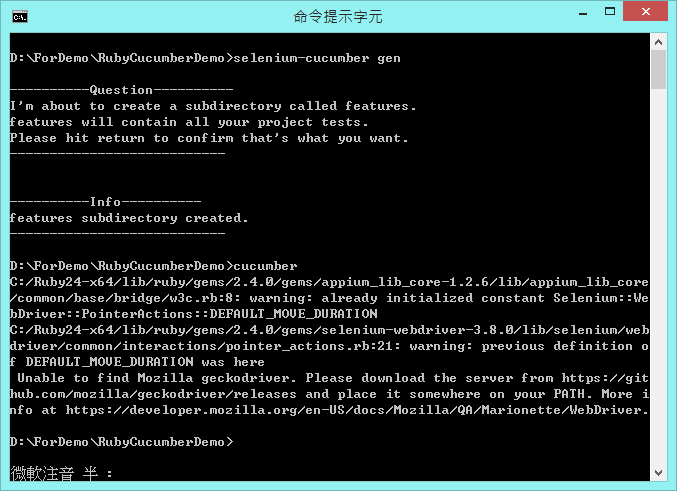 命令提示字元
D:\ForDemo\RubyCucumberDemo>selenium-cucumber gen
----------Question----------
I'm about to create a subdirectory called features.
features will contain all your project tests.
Please hit return to confirm that's what you want.
---------------------------
----------Info----------
features subdirectory created.
---------------------------
D:\ForDemo\RubyCucumberDemo>cucumber
C:/Ruby24-x64/lib/ruby/gems/2.4.0/gems/appium_lib_core-1.2.6/lib/appium_lib_core
/common/base/bridge/w3c.rb:8: warning: already initialized constant Selenium::We
bDriver::PointerActions::DEFAULT_MOVE_DURATION
C:/Ruby24-x64/lib/ruby/gems/2.4.0/gems/selenium-webdriver-3.8.0/lib/selenium/web
driver/common/interactions/pointer_actions.rb:21: warning: previous definition o
f DEFAULT_MOVE_DURATION was here
 Unable to find Mozilla geckodriver. Please download the server from https://git
hub.com/mozilla/geckodriver/releases and place it somewhere on your PATH. More i
nfo at https://developer.mozilla.org/en-US/docs/Mozilla/QA/Marionette/WebDriver.
D:\ForDemo\RubyCucumberDemo>
微軟注音 半 :